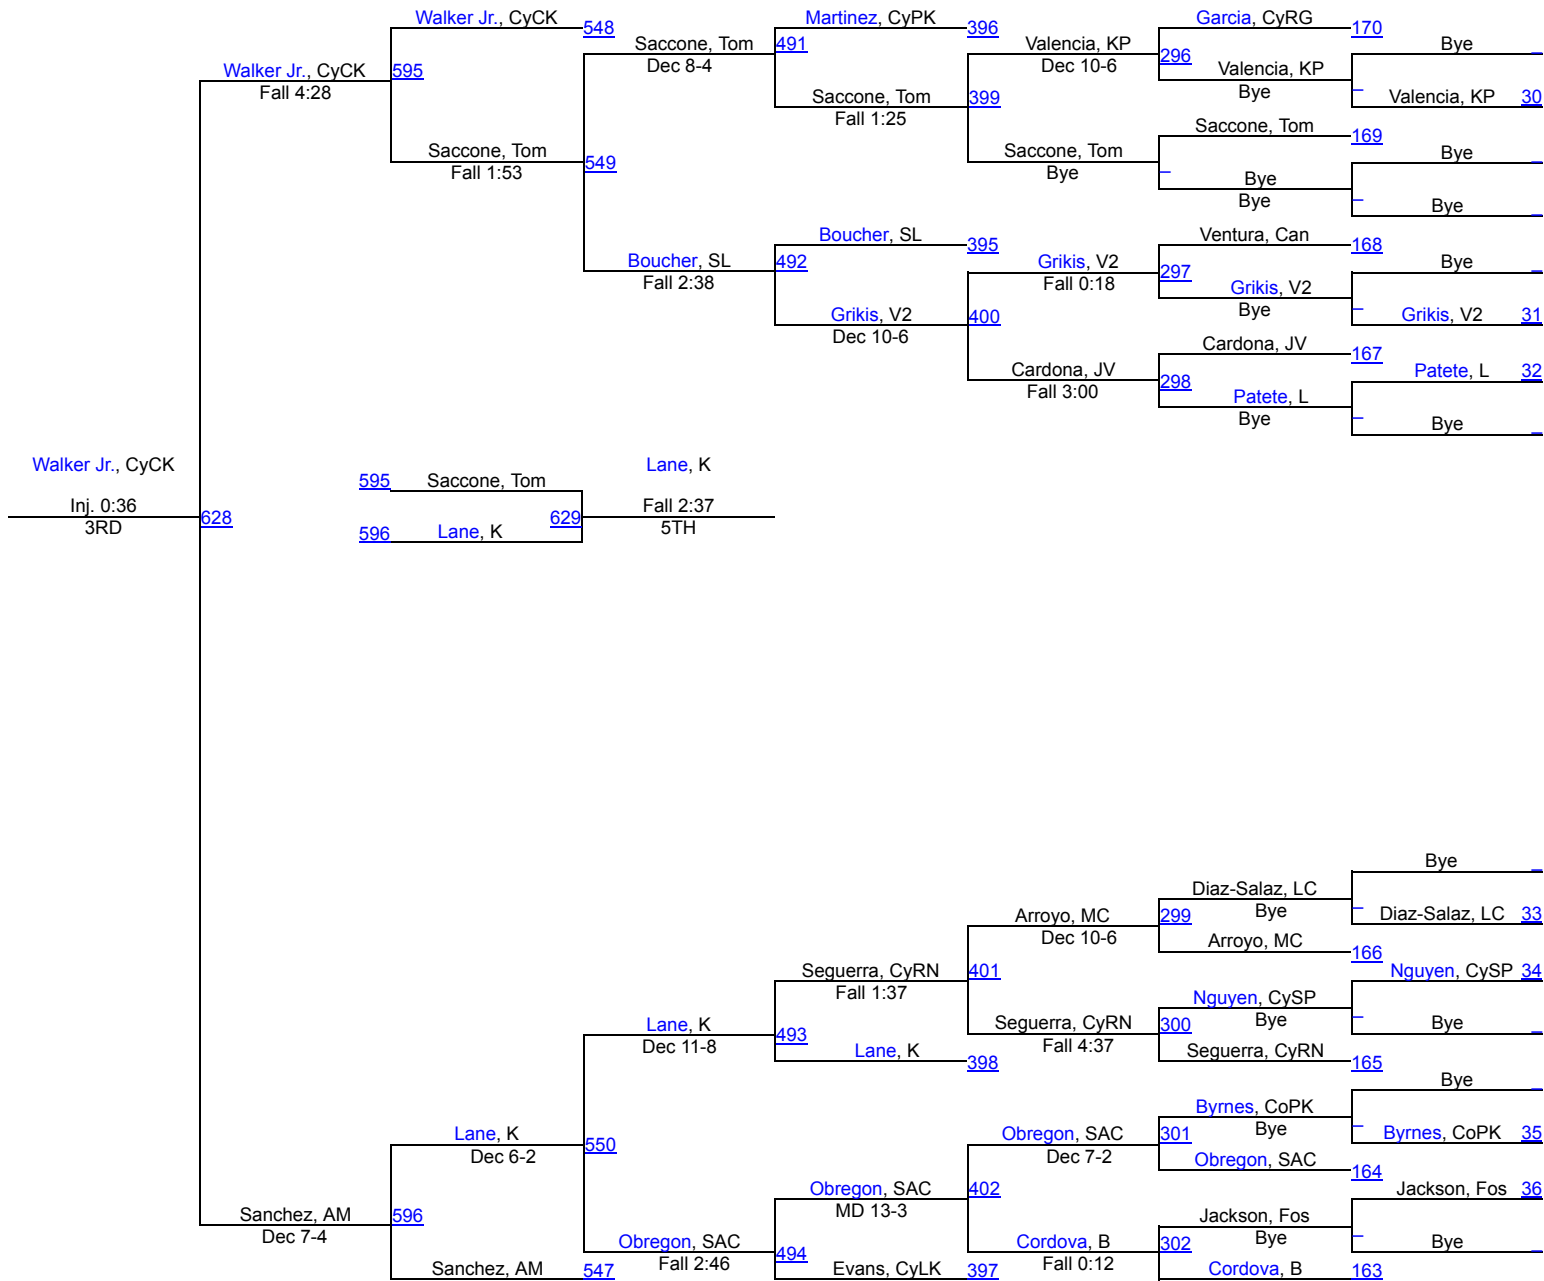 Walker Jr., CyCK 548 Martinez, CyPK 396 Garcia, CyRG 170
Saccone, Tom 491 Valencia, KP Bye _
Dec 8-4 Dec 10-6 296
Walker Jr., CyCK 595 Valencia, KP
Fall 4:28 Saccone, Tom 399 Bye _ Valencia, KP 30
Fall 1:25
Saccone, Tom 169
Saccone, Tom 549 Saccone, Tom Bye _
Fall 1:53 Bye _ Bye
Bye _ Bye _
Boucher, SL 395 Ventura, Can 168
Boucher, SL 492 Grikis, V2 297 Bye _
Fall 2:38 Fall 0:18 Grikis, V2
Grikis, V2 400 Bye _ Grikis, V2 31
Dec 10-6
Cardona, JV 167
Cardona, JV 298 Patete, L 32
Fall 3:00 Patete, L
Bye _ Bye _
Walker Jr., CyCK Lane, K
595 Saccone, Tom
Inj. 0:36 Fall 2:37
3RD 628 629 5TH
596 Lane, K
Bye _
Diaz-Salaz, LC
Arroyo, MC 299 Bye _ Diaz-Salaz, LC 33
Dec 10-6 Arroyo, MC 166
Seguerra, CyRN 401 Nguyen, CySP 34
Fall 1:37 Nguyen, CySP
Lane, K Seguerra, CyRN 300 Bye _ Bye _
Dec 11-8 493 Fall 4:37
Lane, K 398 Seguerra, CyRN 165
Bye _
Byrnes, CoPK
Lane, K 550 Obregon, SAC 301 Bye _ Byrnes, CoPK 35
Dec 6-2 Dec 7-2 Obregon, SAC 164
Obregon, SAC 402 Jackson, Fos 36
MD 13-3
Sanchez, AM 596 Jackson, Fos
Dec 7-4 Obregon, SAC 494 Cordova, B 302 Bye _ Bye _
Fall 2:46 Fall 0:12
Sanchez, AM 547 Evans, CyLK 397 Cordova, B 163